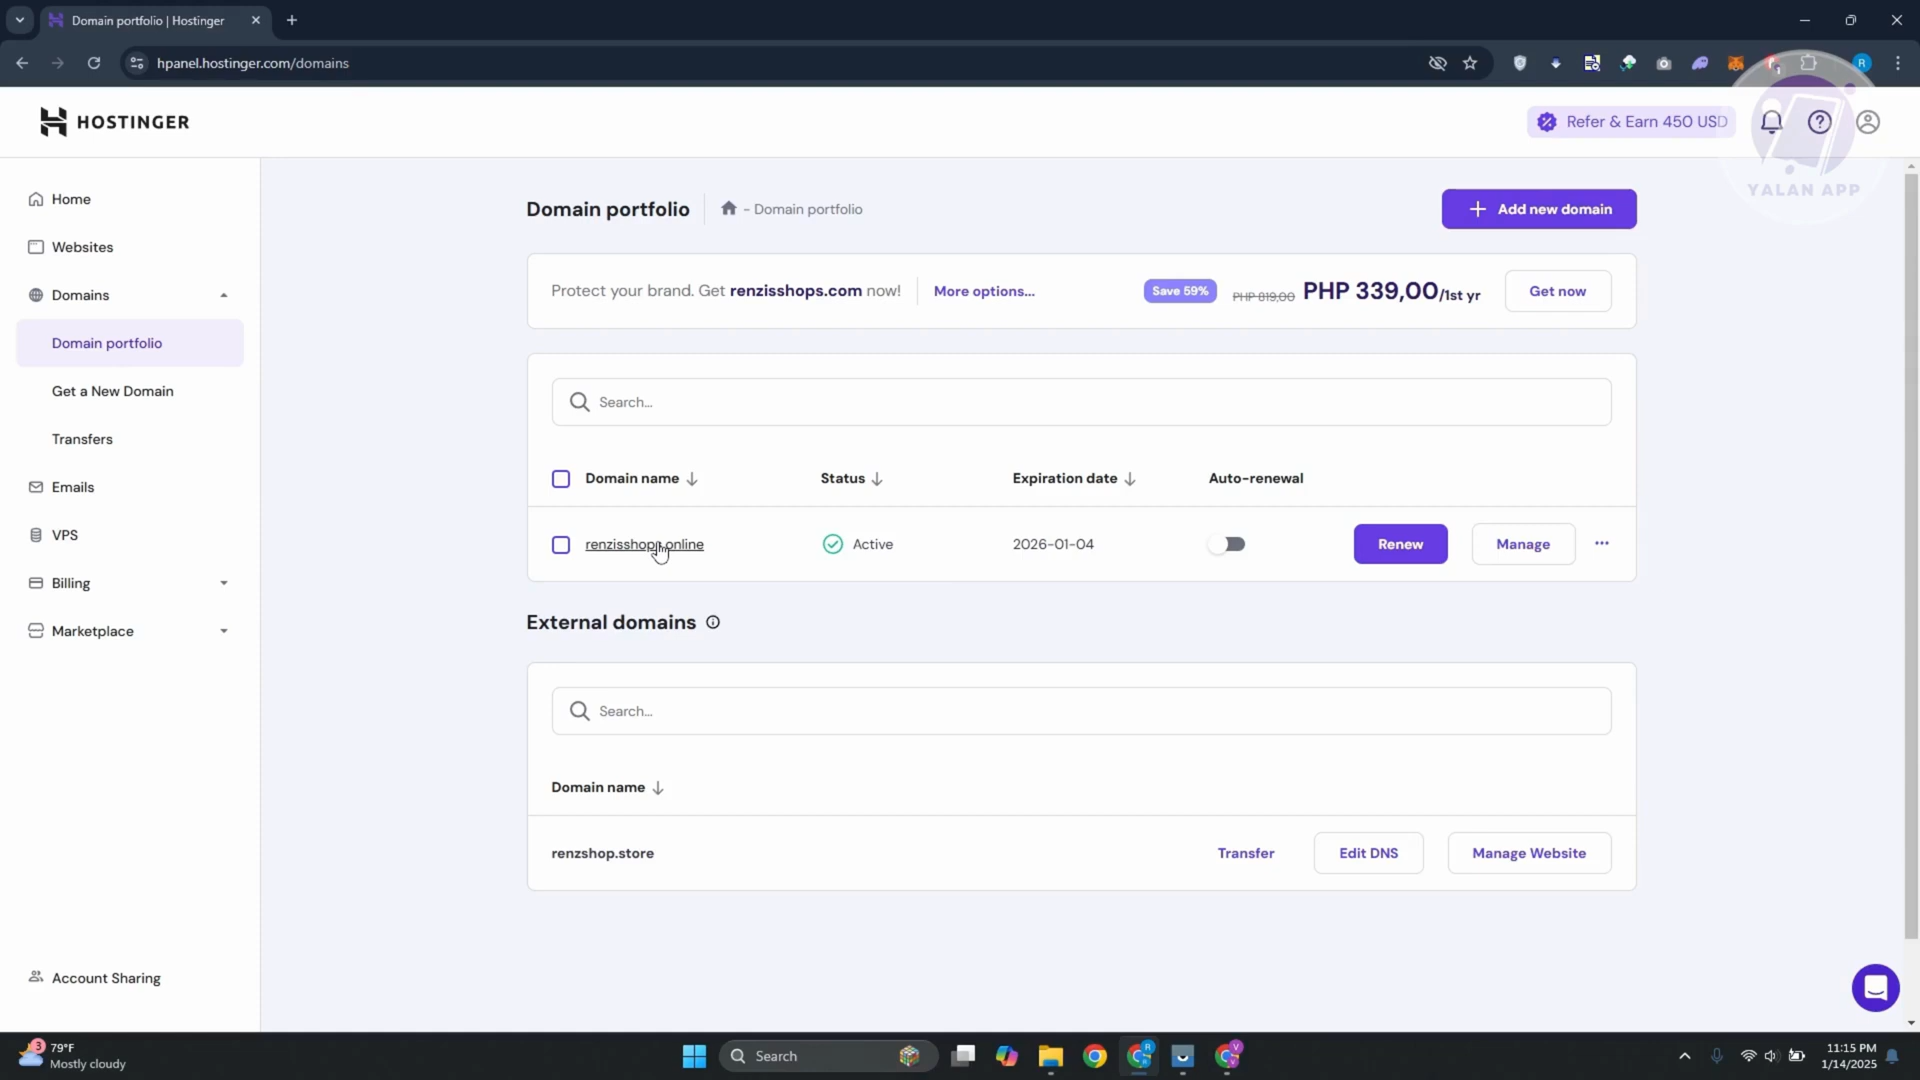 Domain portfolio | Hostinger
hpanel.hostinger.com/domains
R
HOSTINGER
Refer & Earn 450 USD
YALAN APP
Home
Websites
Domains
Domain portfolio
Get a New Domain
Transfers
Emails
VPS
Billing
Marketplace
Account Sharing
Domain portfolio
- Domain portfolio
+ Add new domain
Protect your brand. Get renzisshops.com now!
More options...
Save 59%
PHP 819,00
PHP 339,00/1st yr
Get now
Search...
Domain name
Status
Expiration date
Auto-renewal
Active
2026-01-04
Renew
Manage
External domains
Search...
Domain name
renzshop.store
Transfer
Edit DNS
Manage Website
3
79°F
Mostly cloudy
Search
R
V
11:15 PM
1/14/2025